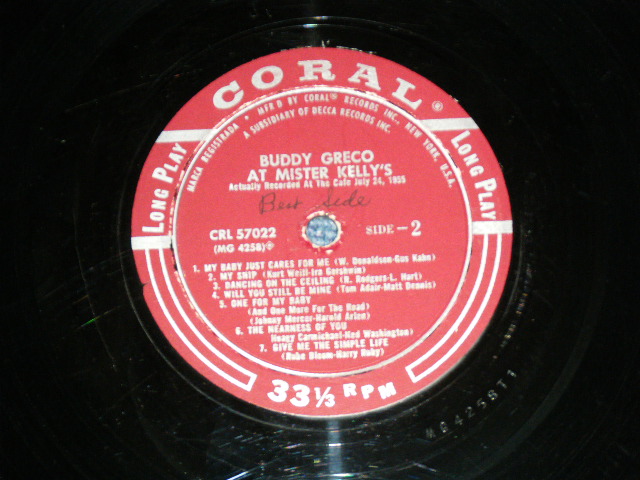 CORAL®
MARCA REGISTRADA • MFR'D BY CORAL® RECORDS INC., NEW YORK, U.S.A.
A SUBSIDIARY OF DECCA RECORDS INC.
LONG PLAY
LONG PLAY
BUDDY GRECO
AT MISTER KELLY'S
Actually Recorded At The Cafe July 24, 1955
Best Side
CRL 57022
SIDE-2
(MG 4258)
1. MY BABY JUST CARES FOR ME (W. Donaldson-Gus Kahn)
2. MY SHIP (Kurt Weill-Ira Gershwin)
3. DANCING ON THE CEILING (R. Rodgers-L. Hart)
4. WILL YOU STILL BE MINE (Tom Adair-Matt Dennis)
5. ONE FOR MY BABY
(And One More For The Road)
(Johnny Mercer-Harold Arlen)
6. THE NEARNESS OF YOU
Hoagy Carmichael-Ned Washington)
7. GIVE ME THE SIMPLE LIFE
(Rube Bloom-Harry Ruby)
33⅓ RPM
MG4258T1